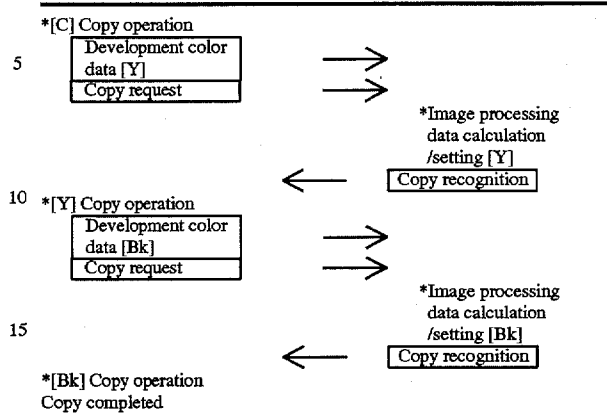 *[C] Copy operation
Development color
5
data [Y]
Copy request
*Image processing
data calculation
/setting [Y]
Copy recognition
10
*[Y] Copy operation
Development color
data [Bk]
Copy request
*Image processing
data calculation
15
/setting [Bk]
Copy recognition
*[Bk] Copy operation
Copy completed